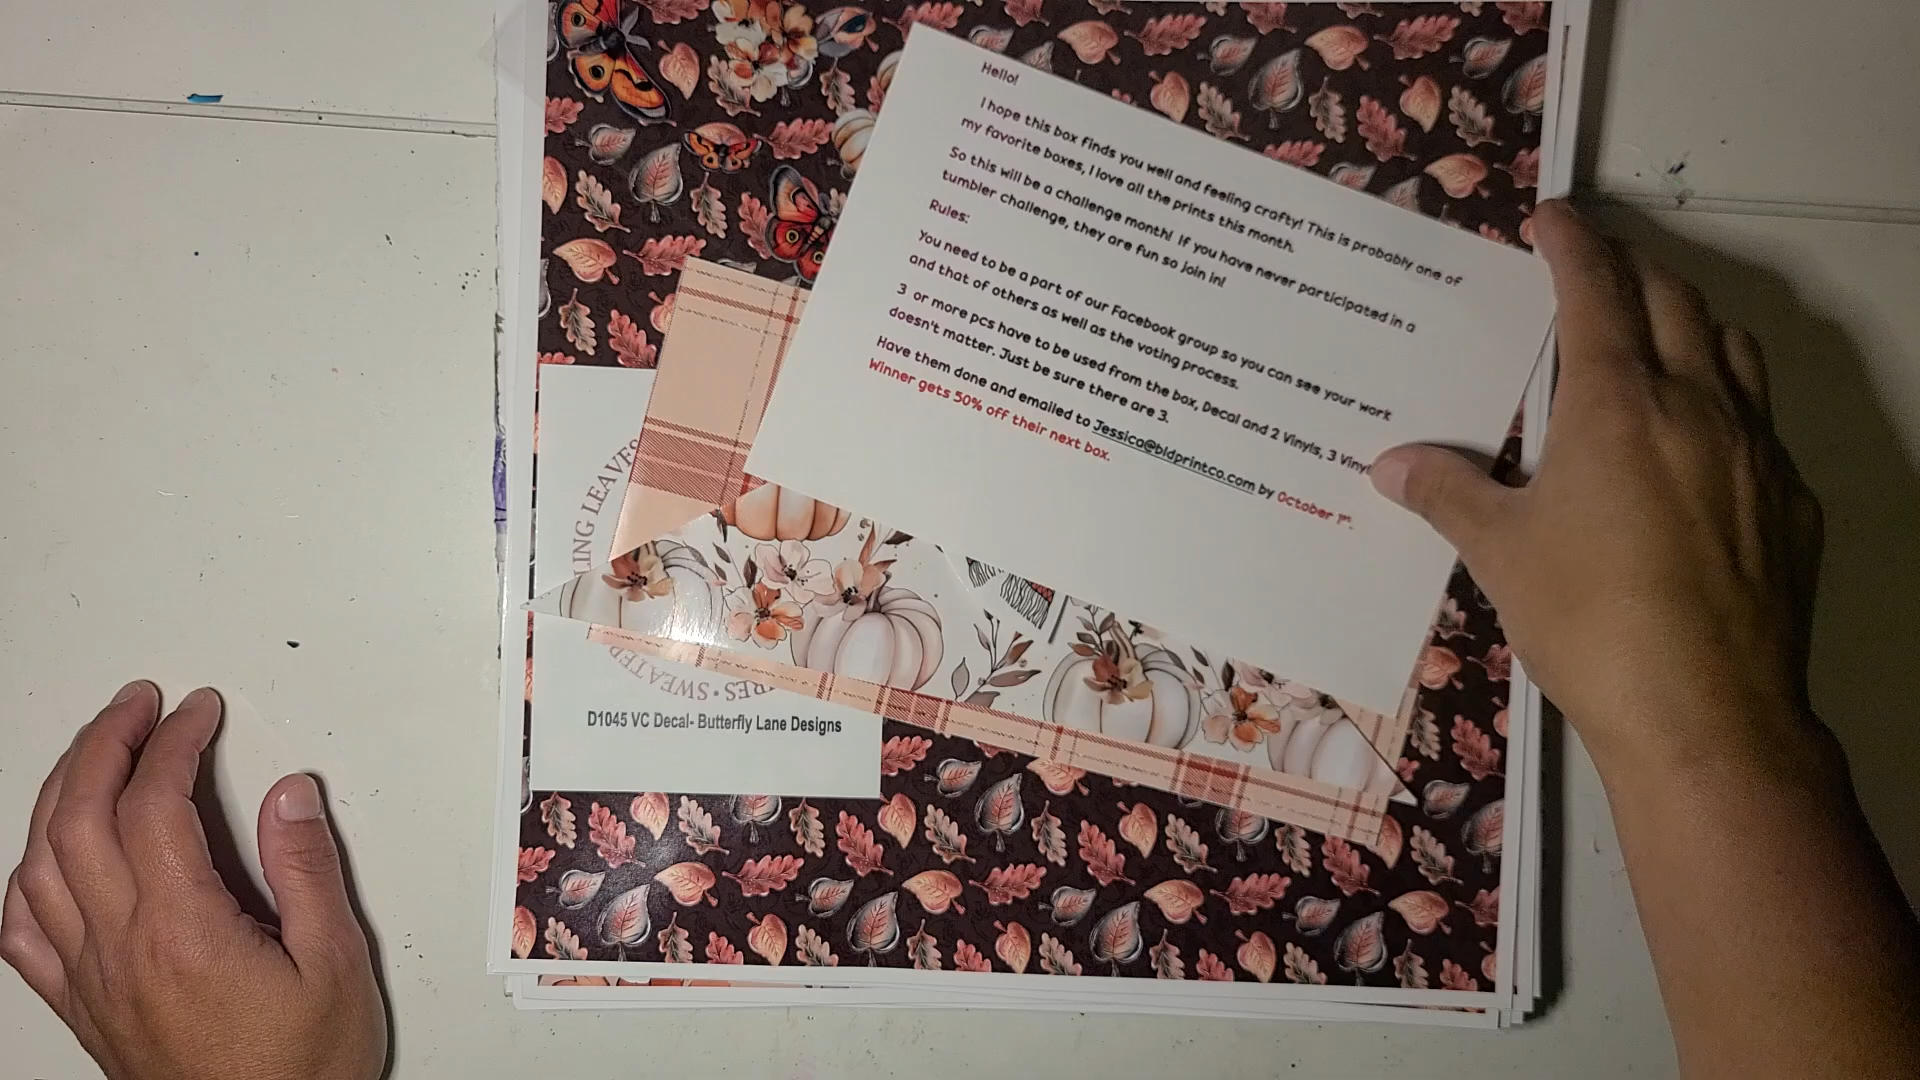 Hello!
I hope this box finds you well and feeling crafty! This is probably one of
my favorite boxes, I love all the prints this month.
So this will be a challenge month! If you have never participated in a
tumbler challenge, they are fun so join in!
Rules:
You need to be a part of our Facebook group so you can see your work
and that of others as well as the voting process.
3 or more pcs have to be used from the box, Decal and 2 Vinyls, 3 Vinyl
doesn't matter. Just be sure there are 3.
Have them done and emailed to Jessica@bldprintco.com by October 1st.
Winner gets 50% off their next box.
LING LEAVES
RES • SWEATER
D1045 VC Decal- Butterfly Lane Designs